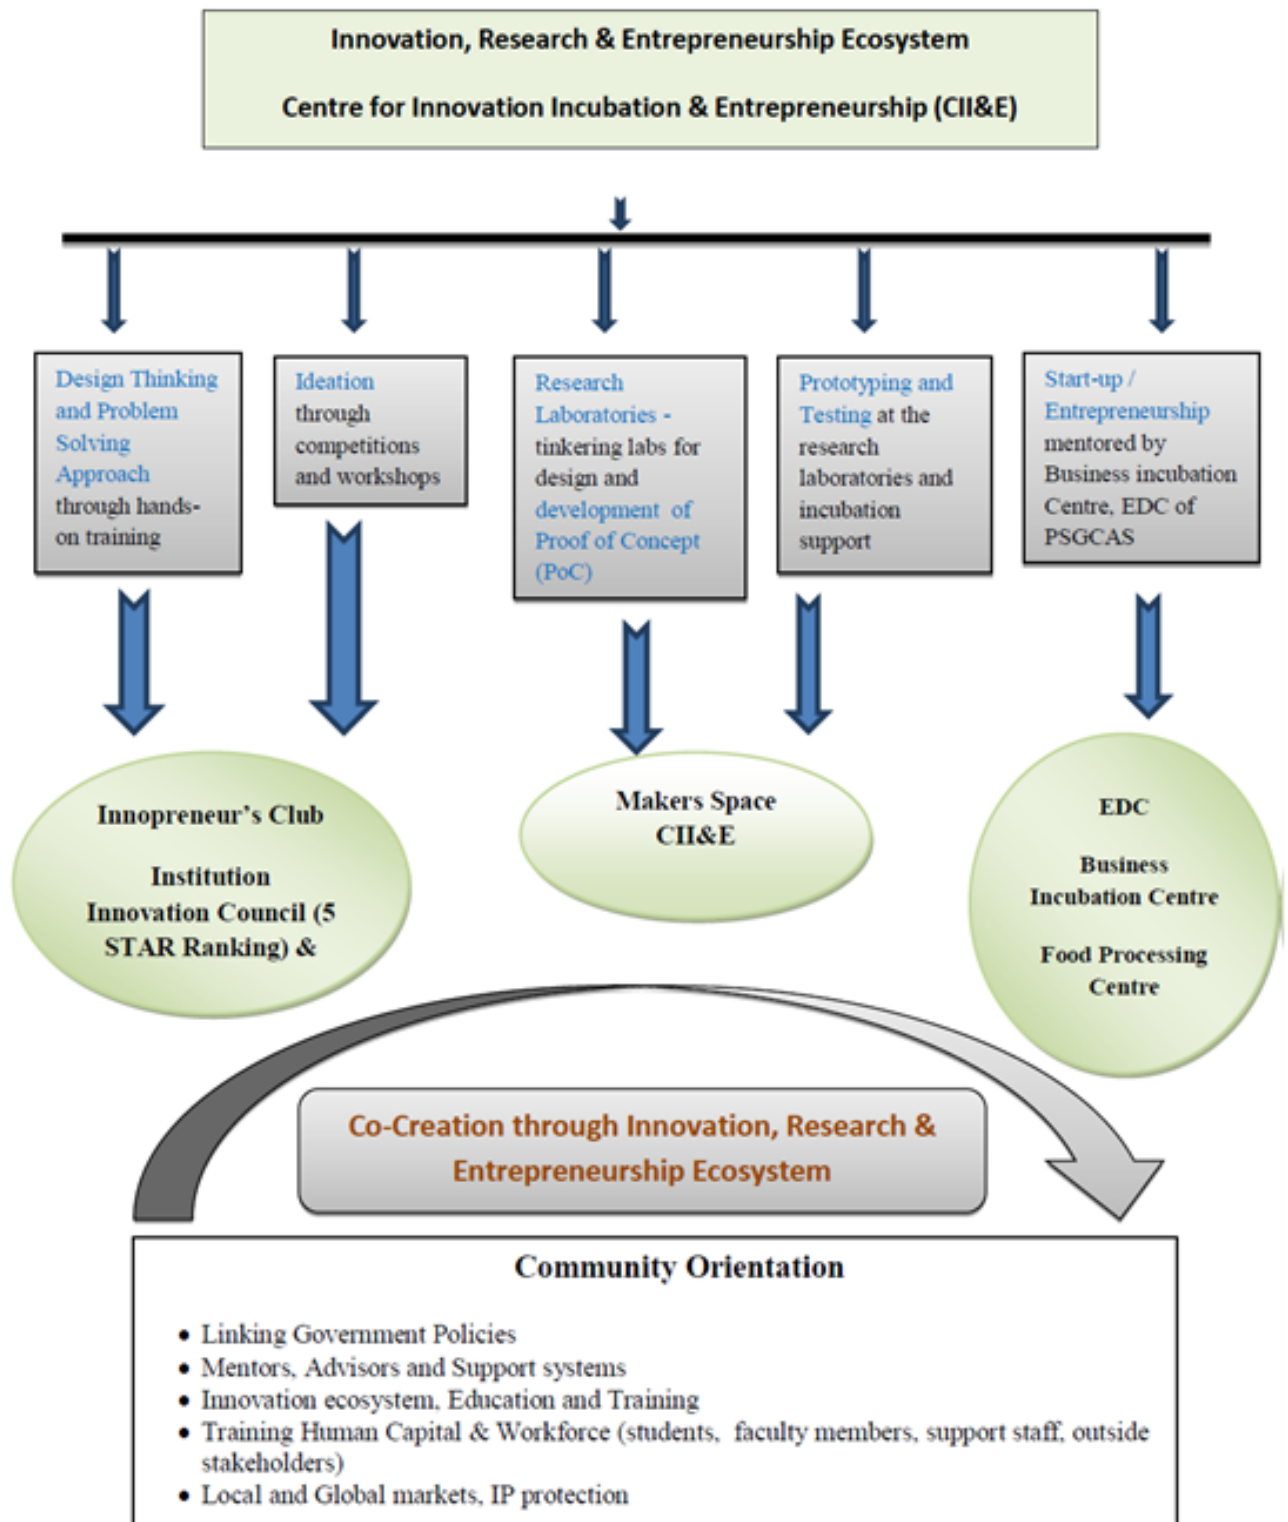 Innovation, Research & Entrepreneurship Ecosystem
Centre for Innovation Incubation & Entrepreneurship (CII&E)
Design Thinking
and Problem
Solving
Approach
through hands-
on training
Ideation
through
competitions
and workshops
Research
Laboratories -
tinkering labs for
design and
development of
Proof of Concept
(PoC)
Prototyping and
Testing at the
research
laboratories and
incubation
support
Start-up /
Entrepreneurship
mentored by
Business incubation
Centre, EDC of
PSGCAS
Innopreneur's Club
Institution
Innovation Council (5
STAR Ranking) &
Makers Space
CII&E
EDC
Business
Incubation Centre
Food Processing
Centre
Co-Creation through Innovation, Research &
Entrepreneurship Ecosystem
Community Orientation
• Linking Government Policies
• Mentors, Advisors and Support systems
• Innovation ecosystem, Education and Training
• Training Human Capital & Workforce (students, faculty members, support staff, outside
stakeholders)
• Local and Global markets, IP protection